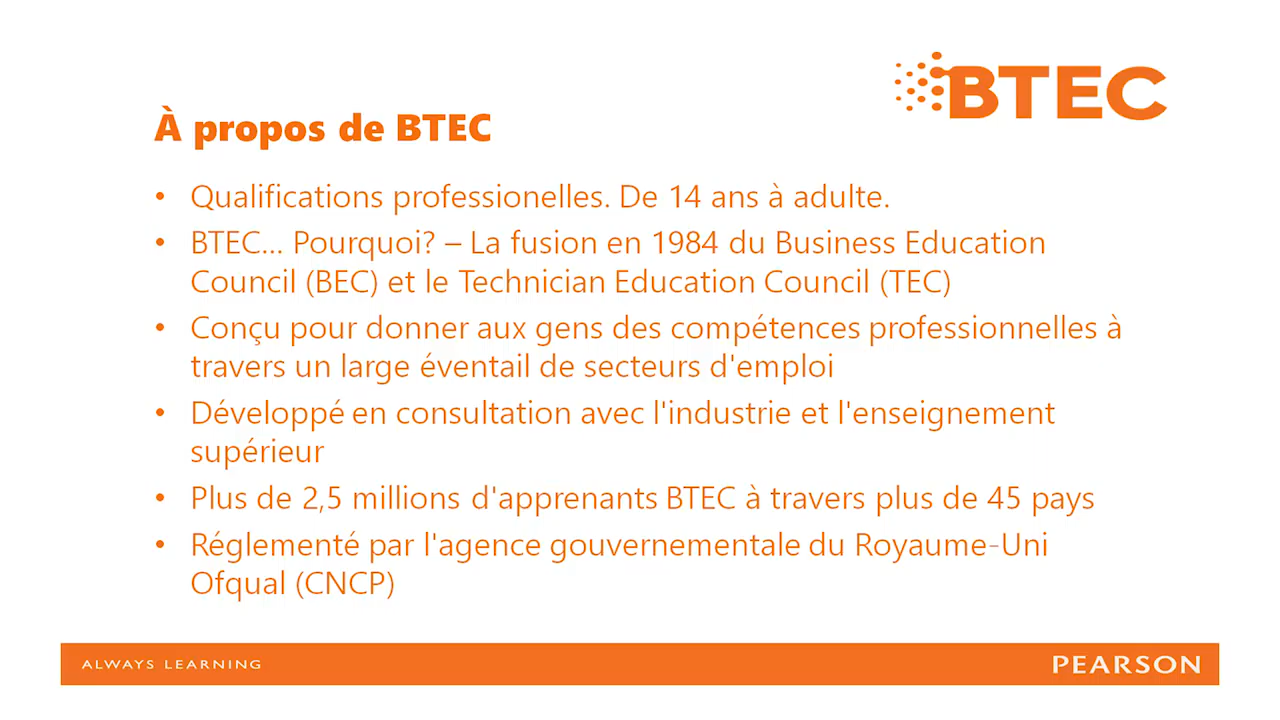 BTEC
À propos de BTEC
• Qualifications professionelles. De 14 ans à adulte.
• BTEC... Pourquoi? – La fusion en 1984 du Business Education
Council (BEC) et le Technician Education Council (TEC)
• Conçu pour donner aux gens des compétences professionnelles à
travers un large éventail de secteurs d'emploi
• Développé en consultation avec l'industrie et l'enseignement
supérieur
• Plus de 2,5 millions d'apprenants BTEC à travers plus de 45 pays
• Réglementé par l'agence gouvernementale du Royaume-Uni
Ofqual (CNCP)
ALWAYS LEARNING
PEARSON